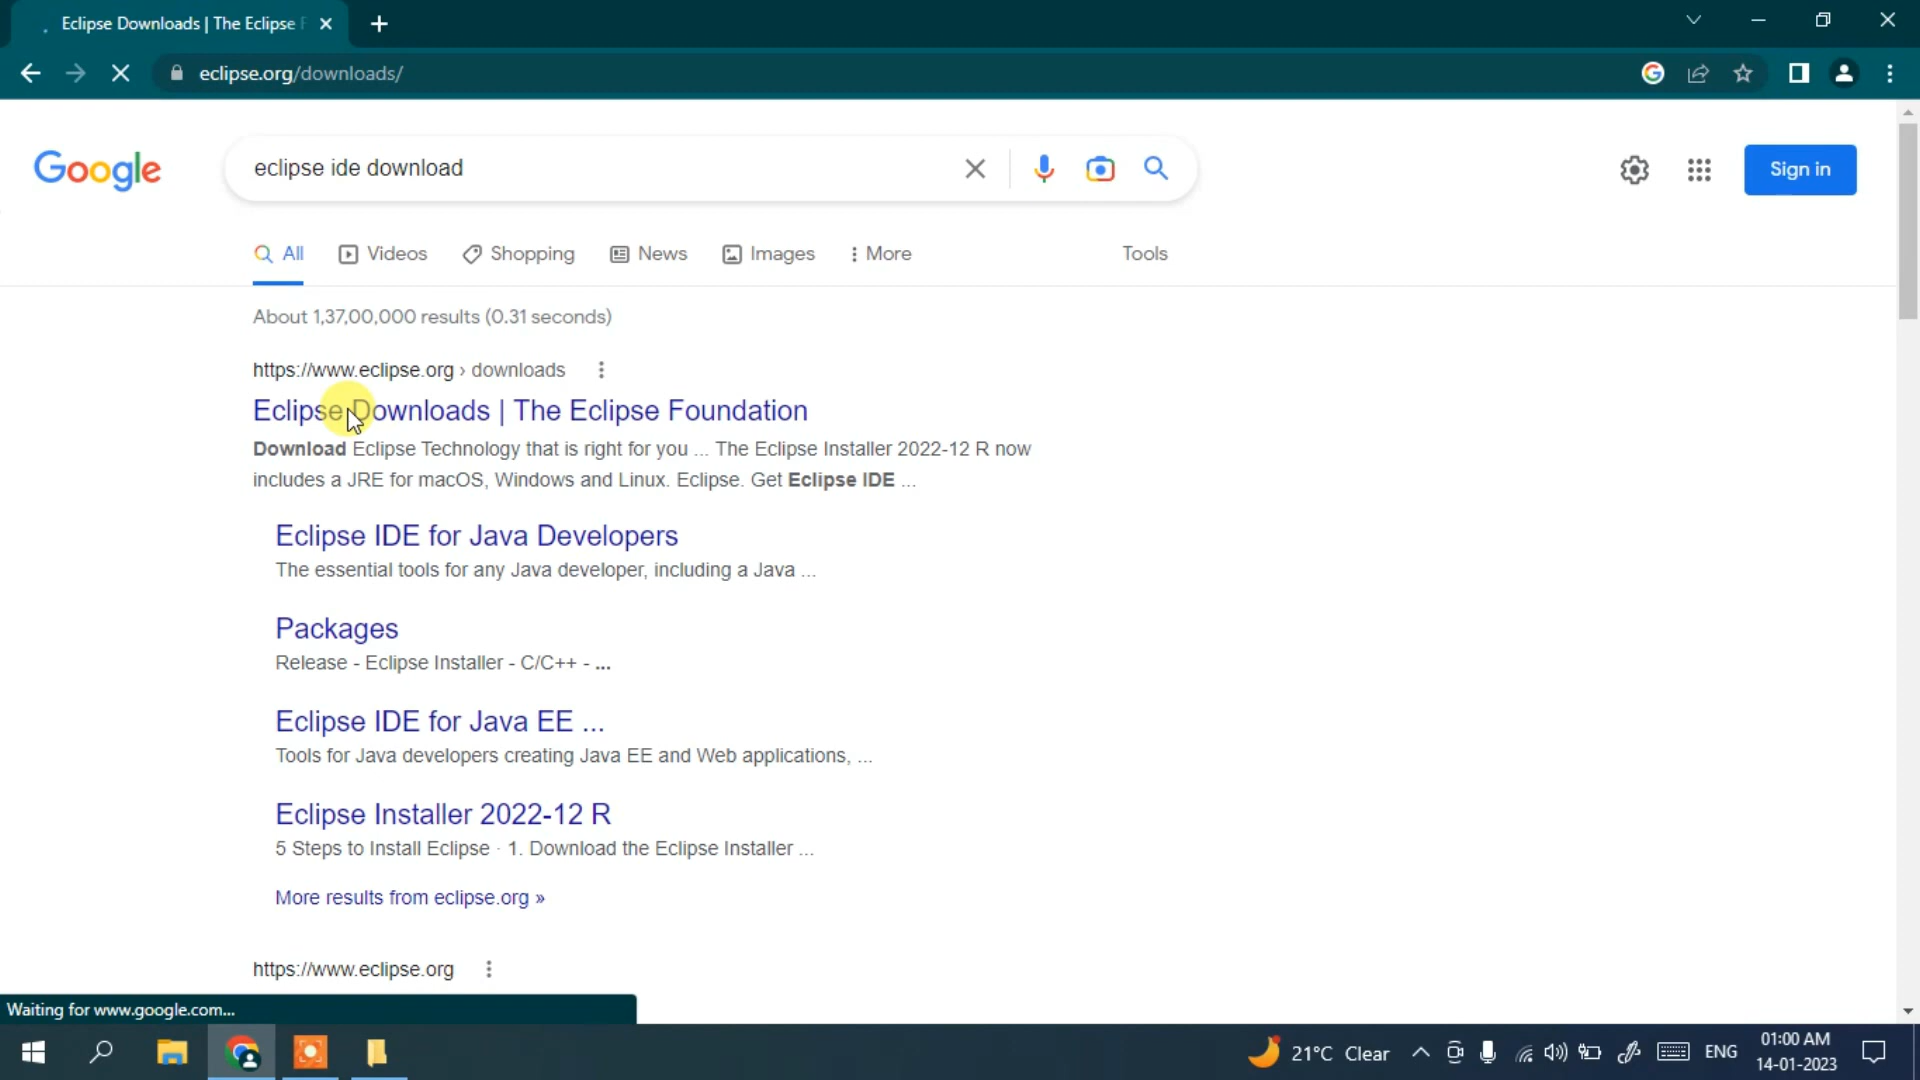 Eclipse Downloads | The Eclipse F
eclipse.org/downloads/
Google
eclipse ide download
Sign in
All
Videos
Shopping
News
Images
More
Tools
About 1,37,00,000 results (0.31 seconds)
https://www.eclipse.org › downloads
Eclipse Downloads | The Eclipse Foundation
Download Eclipse Technology that is right for you ... The Eclipse Installer 2022-12 R now
includes a JRE for macOS, Windows and Linux. Eclipse. Get Eclipse IDE ...
Eclipse IDE for Java Developers
The essential tools for any Java developer, including a Java ...
Packages
Release - Eclipse Installer - C/C++ - ...
Eclipse IDE for Java EE ...
Tools for Java developers creating Java EE and Web applications, ...
Eclipse Installer 2022-12 R
5 Steps to Install Eclipse · 1. Download the Eclipse Installer ...
More results from eclipse.org »
https://www.eclipse.org
Waiting for www.google.com...
21°C Clear
ENG
01:00 AM
14-01-2023